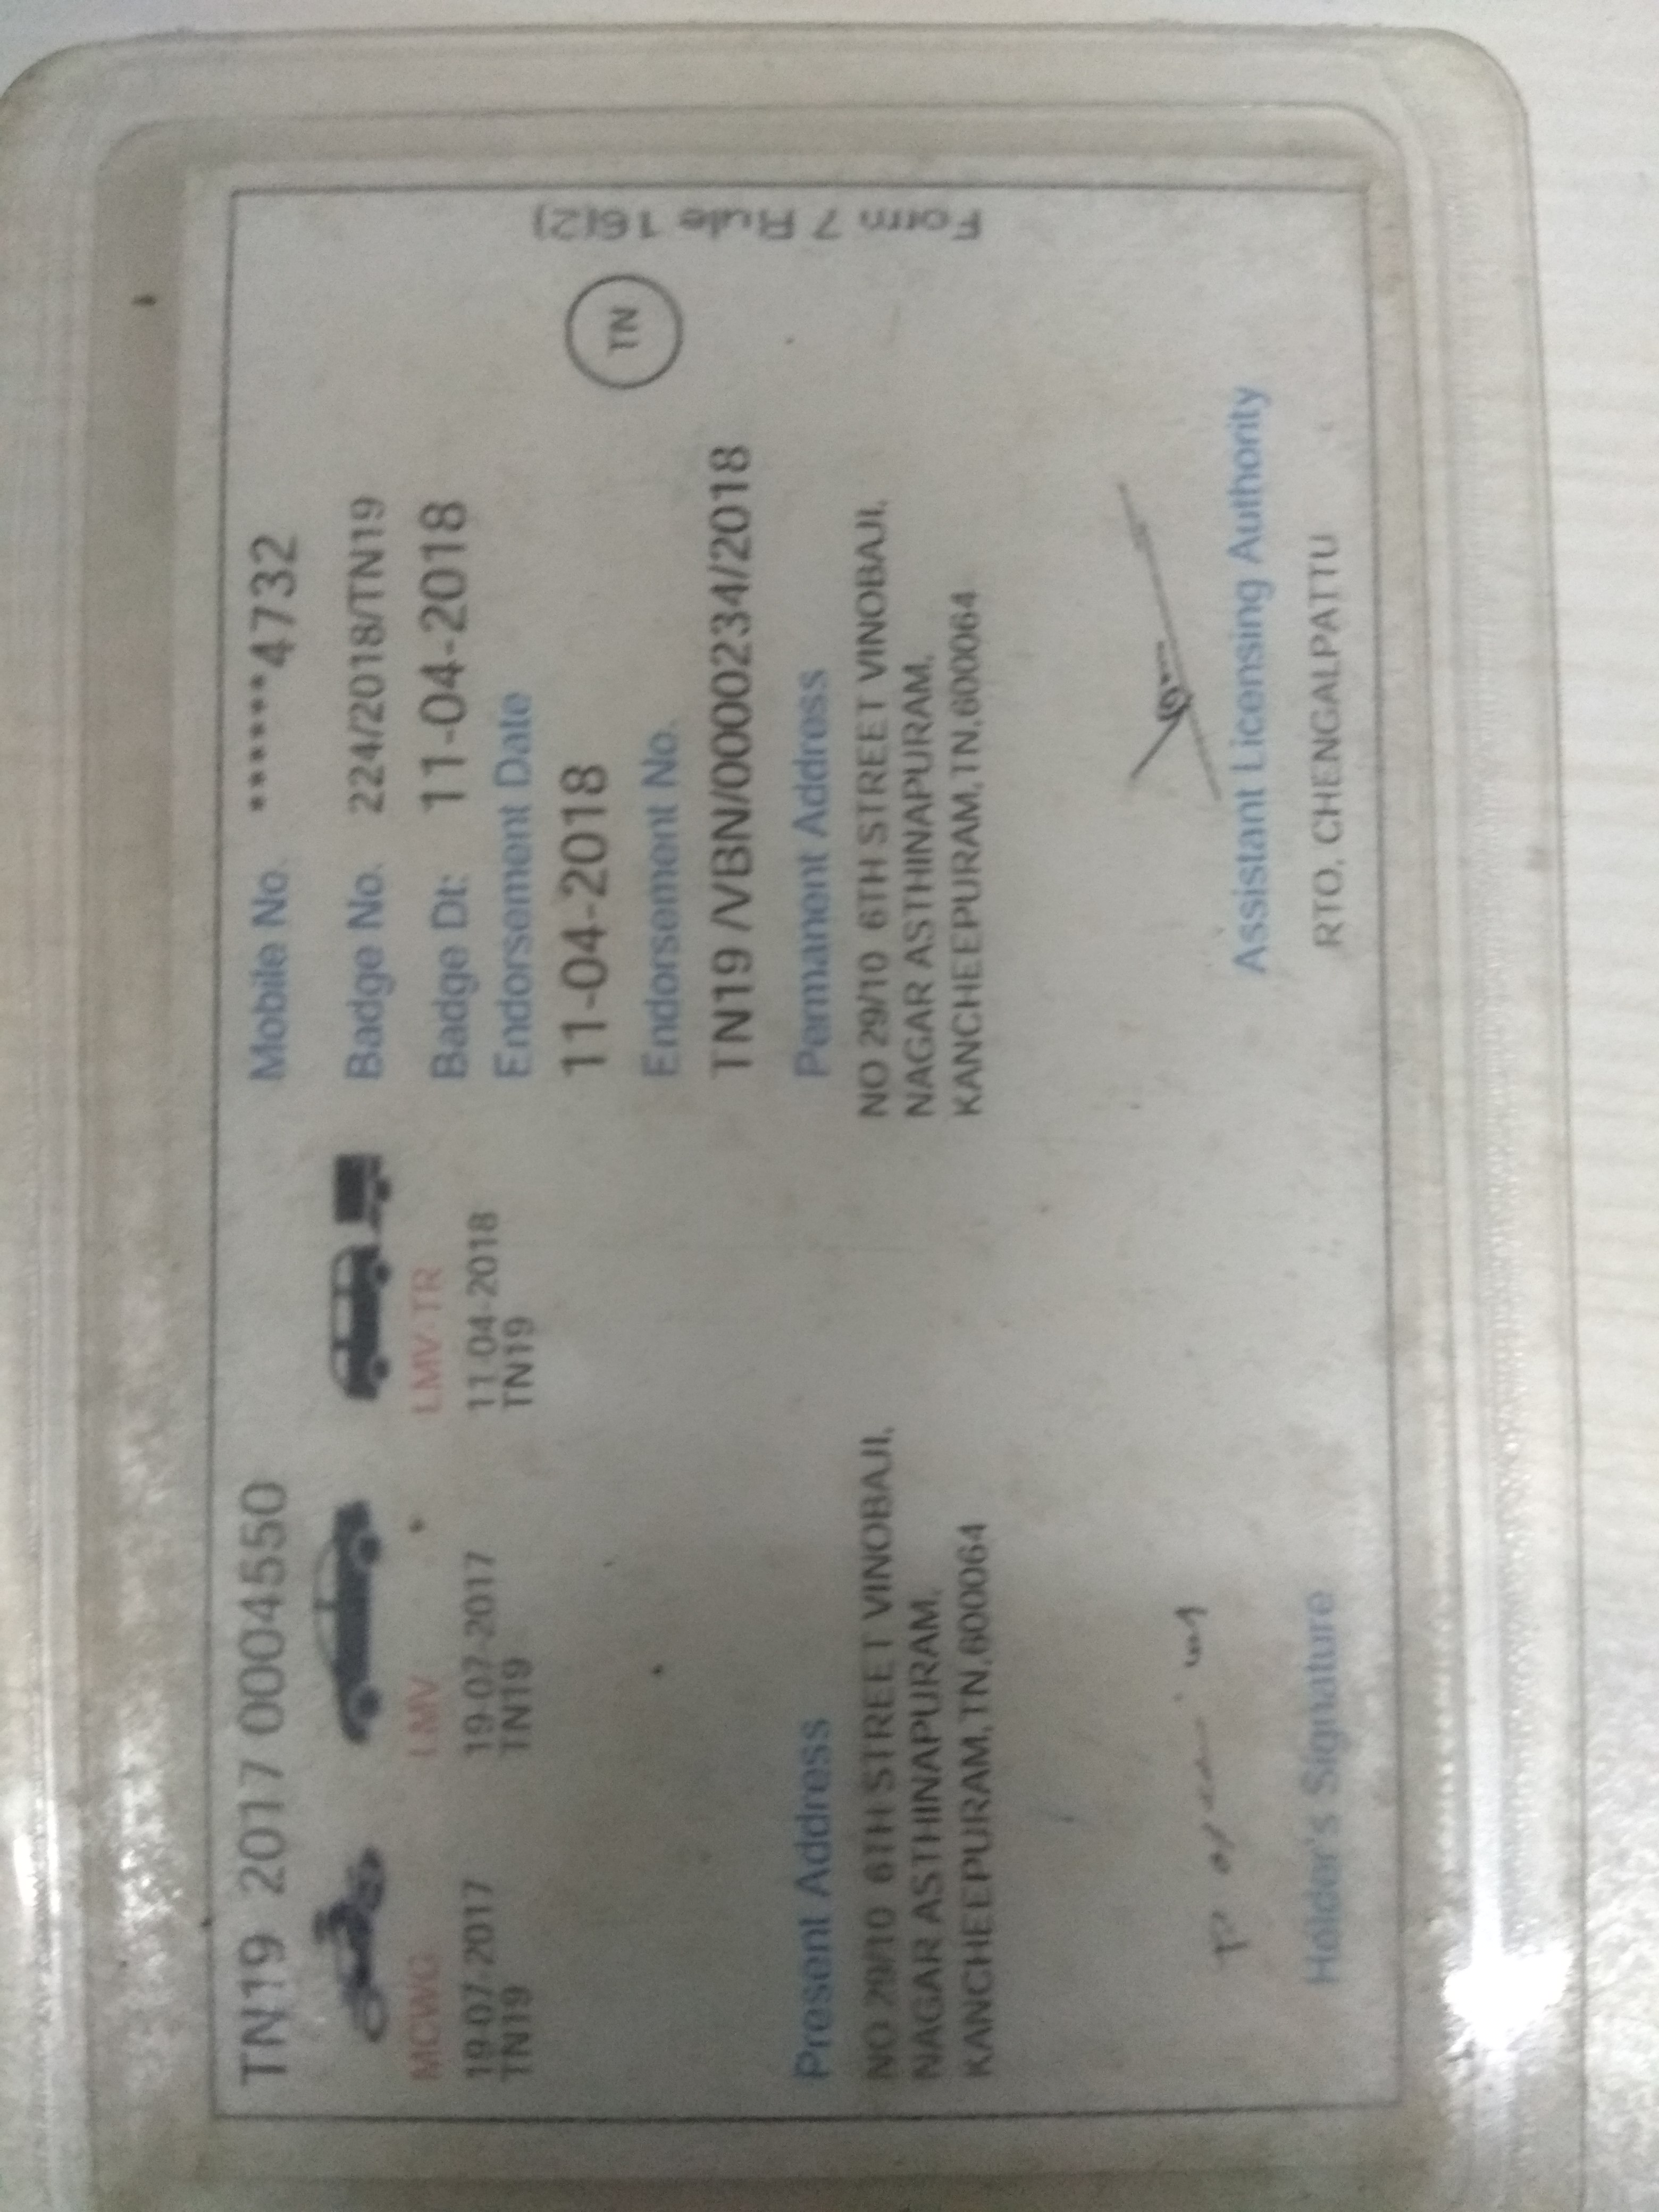 TN19 2017 0004550
MCWG
19-07-2017
TN19
LMV
19-07-2017
TN19
LMV-TR
11-04-2018
TN19
Mobile No. ******4732
Badge No. 224/2018/TN19
Badge Dt: 11-04-2018
Endorsement Date
11-04-2018
Endorsement No.
TN19 /VBN/0000234/2018
TN
Form 7 Rule 16(2)
Present Address
NO 29/10 6TH STREET VINOBAJI,
NAGAR ASTHINAPURAM,
KANCHEEPURAM,TN,600064
Permanent Address
NO 29/10 6TH STREET VINOBAJI,
NAGAR ASTHINAPURAM,
KANCHEEPURAM,TN,600064
Holder's Signature
Assistant Licensing Authority
RTO, CHENGALPATTU